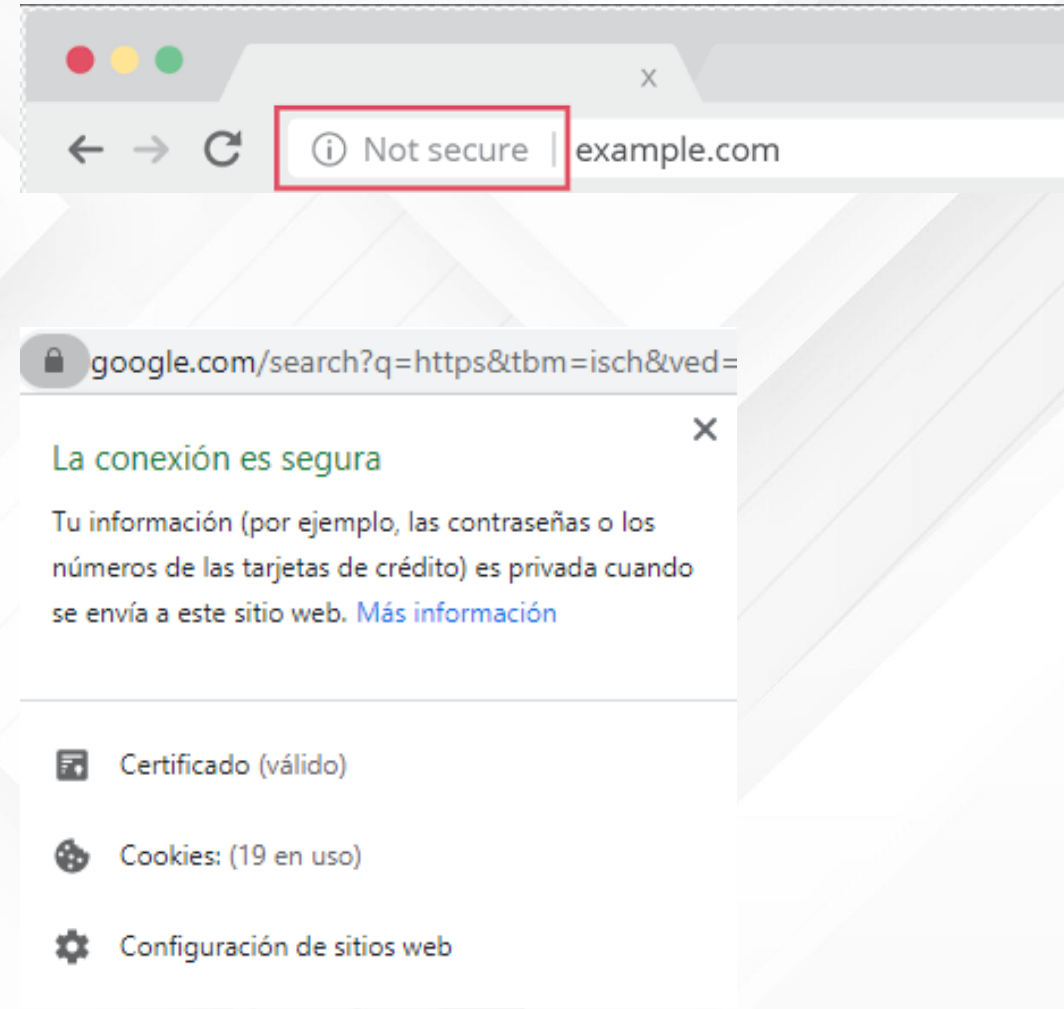 x
Not secure | example.com
google.com/search?q=https&tbm=isch&ved=
La conexión es segura
Tu información (por ejemplo, las contraseñas o los
números de las tarjetas de crédito) es privada cuando
se envía a este sitio web. Más información
Certificado (válido)
Cookies: (19 en uso)
Configuración de sitios web